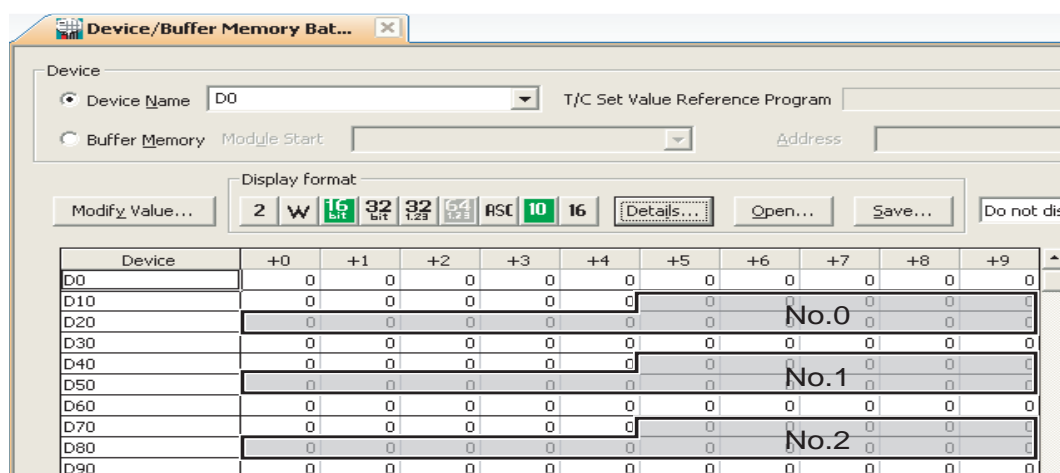 Device/Buffer Memory Bat...
Device
Device Name D0 T/C Set Value Reference Program
Buffer Memory Module Start Address
Display format
Modify Value... 2 W 16 bit 32 bit 32 1.23 64 1.23 ASC 10 16 Details... Open... Save... Do not dis
Device +0 +1 +2 +3 +4 +5 +6 +7 +8 +9
D0 0 0 0 0 0 0 0 0 0 0
D10 0 0 0 0 0 0 0 0 0 0
No.0
D20 0 0 0 0 0 0 0 0 0 0
D30 0 0 0 0 0 0 0 0 0 0
D40 0 0 0 0 0 0 0 0 0 0
No.1
D50 0 0 0 0 0 0 0 0 0 0
D60 0 0 0 0 0 0 0 0 0 0
D70 0 0 0 0 0 0 0 0 0 0
No.2
D80 0 0 0 0 0 0 0 0 0 0
D90 0 0 0 0 0 0 0 0 0 0